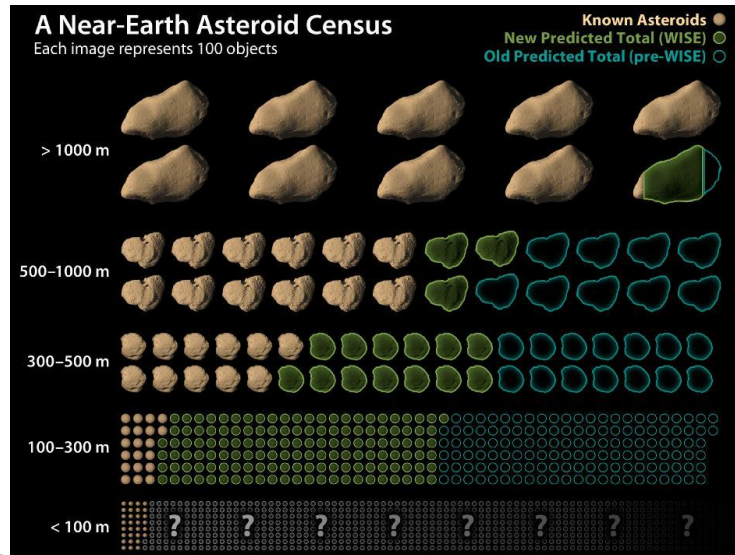 A Near-Earth Asteroid Census
Each image represents 100 objects
Known Asteroids
New Predicted Total (WISE)
Old Predicted Total (pre-WISE)
> 1000 m
500–1000 m
300–500 m
100–300 m
< 100 m
? ? ? ? ? ? ? ?